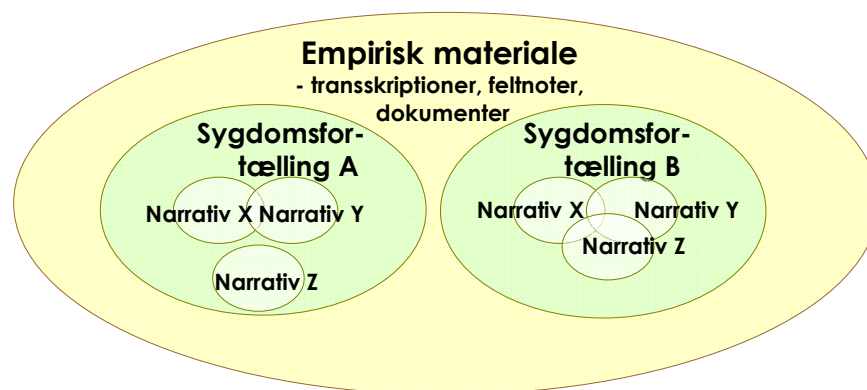 Empirisk materiale
- transskriptioner, feltnoter,
dokumenter
Sygdomsfor-
tælling A
Narrativ X
Narrativ Y
Narrativ Z
Sygdomsfor-
tælling B
Narrativ X
Narrativ Y
Narrativ Z